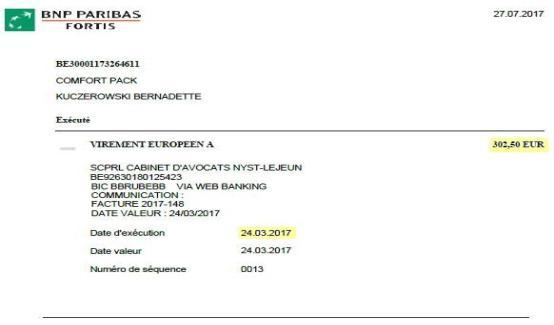 BNP PARIBAS
FORTIS
27.07.2017
BE30001173264611
COMFORT PACK
KUCZEROWSKI BERNADETTE
Exécuté
VIREMENT EUROPEEN A 302,50 EUR
SCPRL CABINET D'AVOCATS NYST-LEJEUN
BE92630180125423
BIC BBRUBEBB VIA WEB BANKING
COMMUNICATION :
FACTURE 2017-148
DATE VALEUR : 24/03/2017
Date d'exécution 24.03.2017
Date valeur 24.03.2017
Numéro de séquence 0013